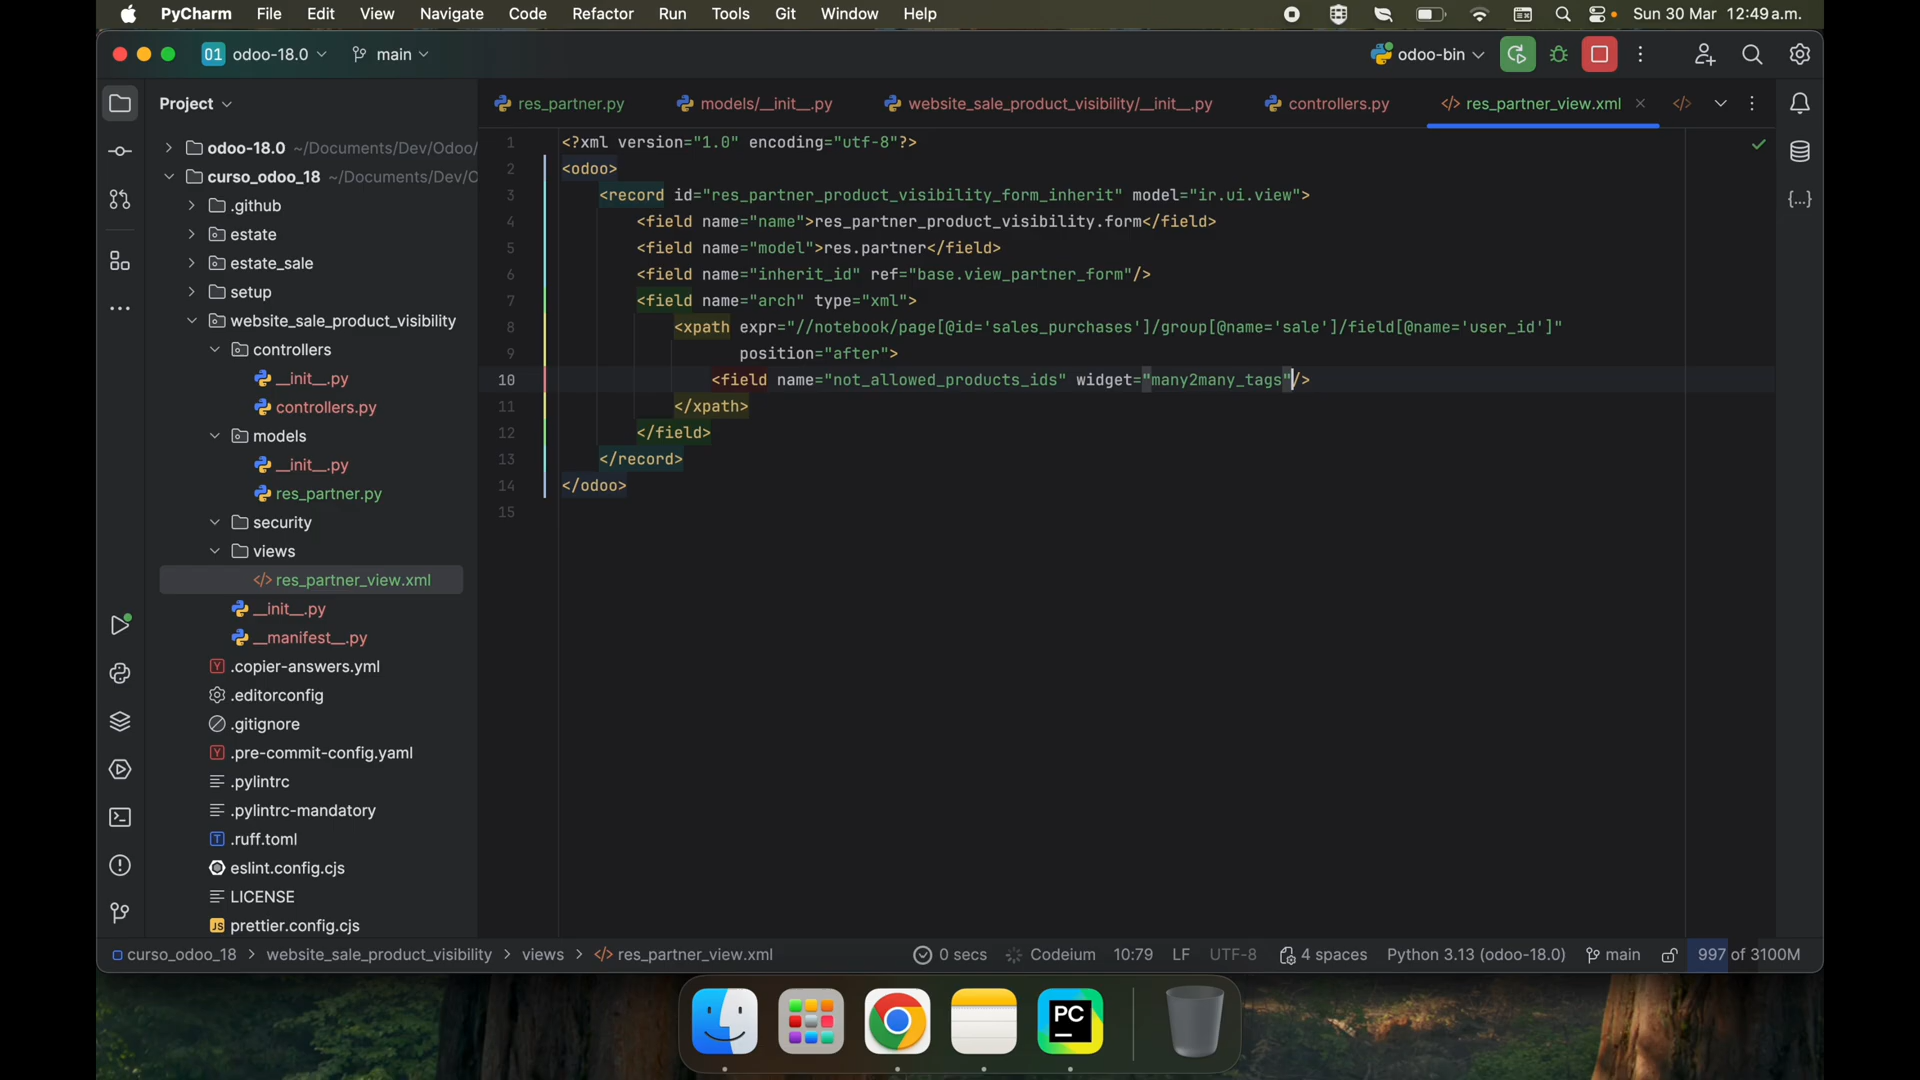 PyCharm File Edit View Navigate Code Refactor Run Tools Git Window Help Sun 30 Mar 12:49 a.m.
01 odoo-18.0 main odoo-bin
Project
res_partner.py models/__init__.py website_sale_product_visibility/__init__.py controllers.py res_partner_view.xml
odoo-18.0 ~/Documents/Dev/Odoo/
curso_odoo_18 ~/Documents/Dev/O
.github
estate
estate_sale
setup
website_sale_product_visibility
controllers
__init__.py
controllers.py
models
__init__.py
res_partner.py
security
views
res_partner_view.xml
__init__.py
__manifest__.py
.copier-answers.yml
.editorconfig
.gitignore
.pre-commit-config.yaml
.pylintrc
.pylintrc-mandatory
.ruff.toml
eslint.config.cjs
LICENSE
prettier.config.cjs
1 <?xml version="1.0" encoding="utf-8"?>
2 <odoo>
3 <record id="res_partner_product_visibility_form_inherit" model="ir.ui.view">
4 <field name="name">res_partner_product_visibility.form</field>
5 <field name="model">res.partner</field>
6 <field name="inherit_id" ref="base.view_partner_form"/>
7 <field name="arch" type="xml">
8 <xpath expr="//notebook/page[@id='sales_purchases']/group[@name='sale']/field[@name='user_id']"
9 position="after">
10 <field name="not_allowed_products_ids" widget="many2many_tags"/>
11 </xpath>
12 </field>
13 </record>
14 </odoo>
15
curso_odoo_18 > website_sale_product_visibility > views > res_partner_view.xml 0 secs Codeium 10:79 LF UTF-8 4 spaces Python 3.13 (odoo-18.0) main 997 of 3100M
PC